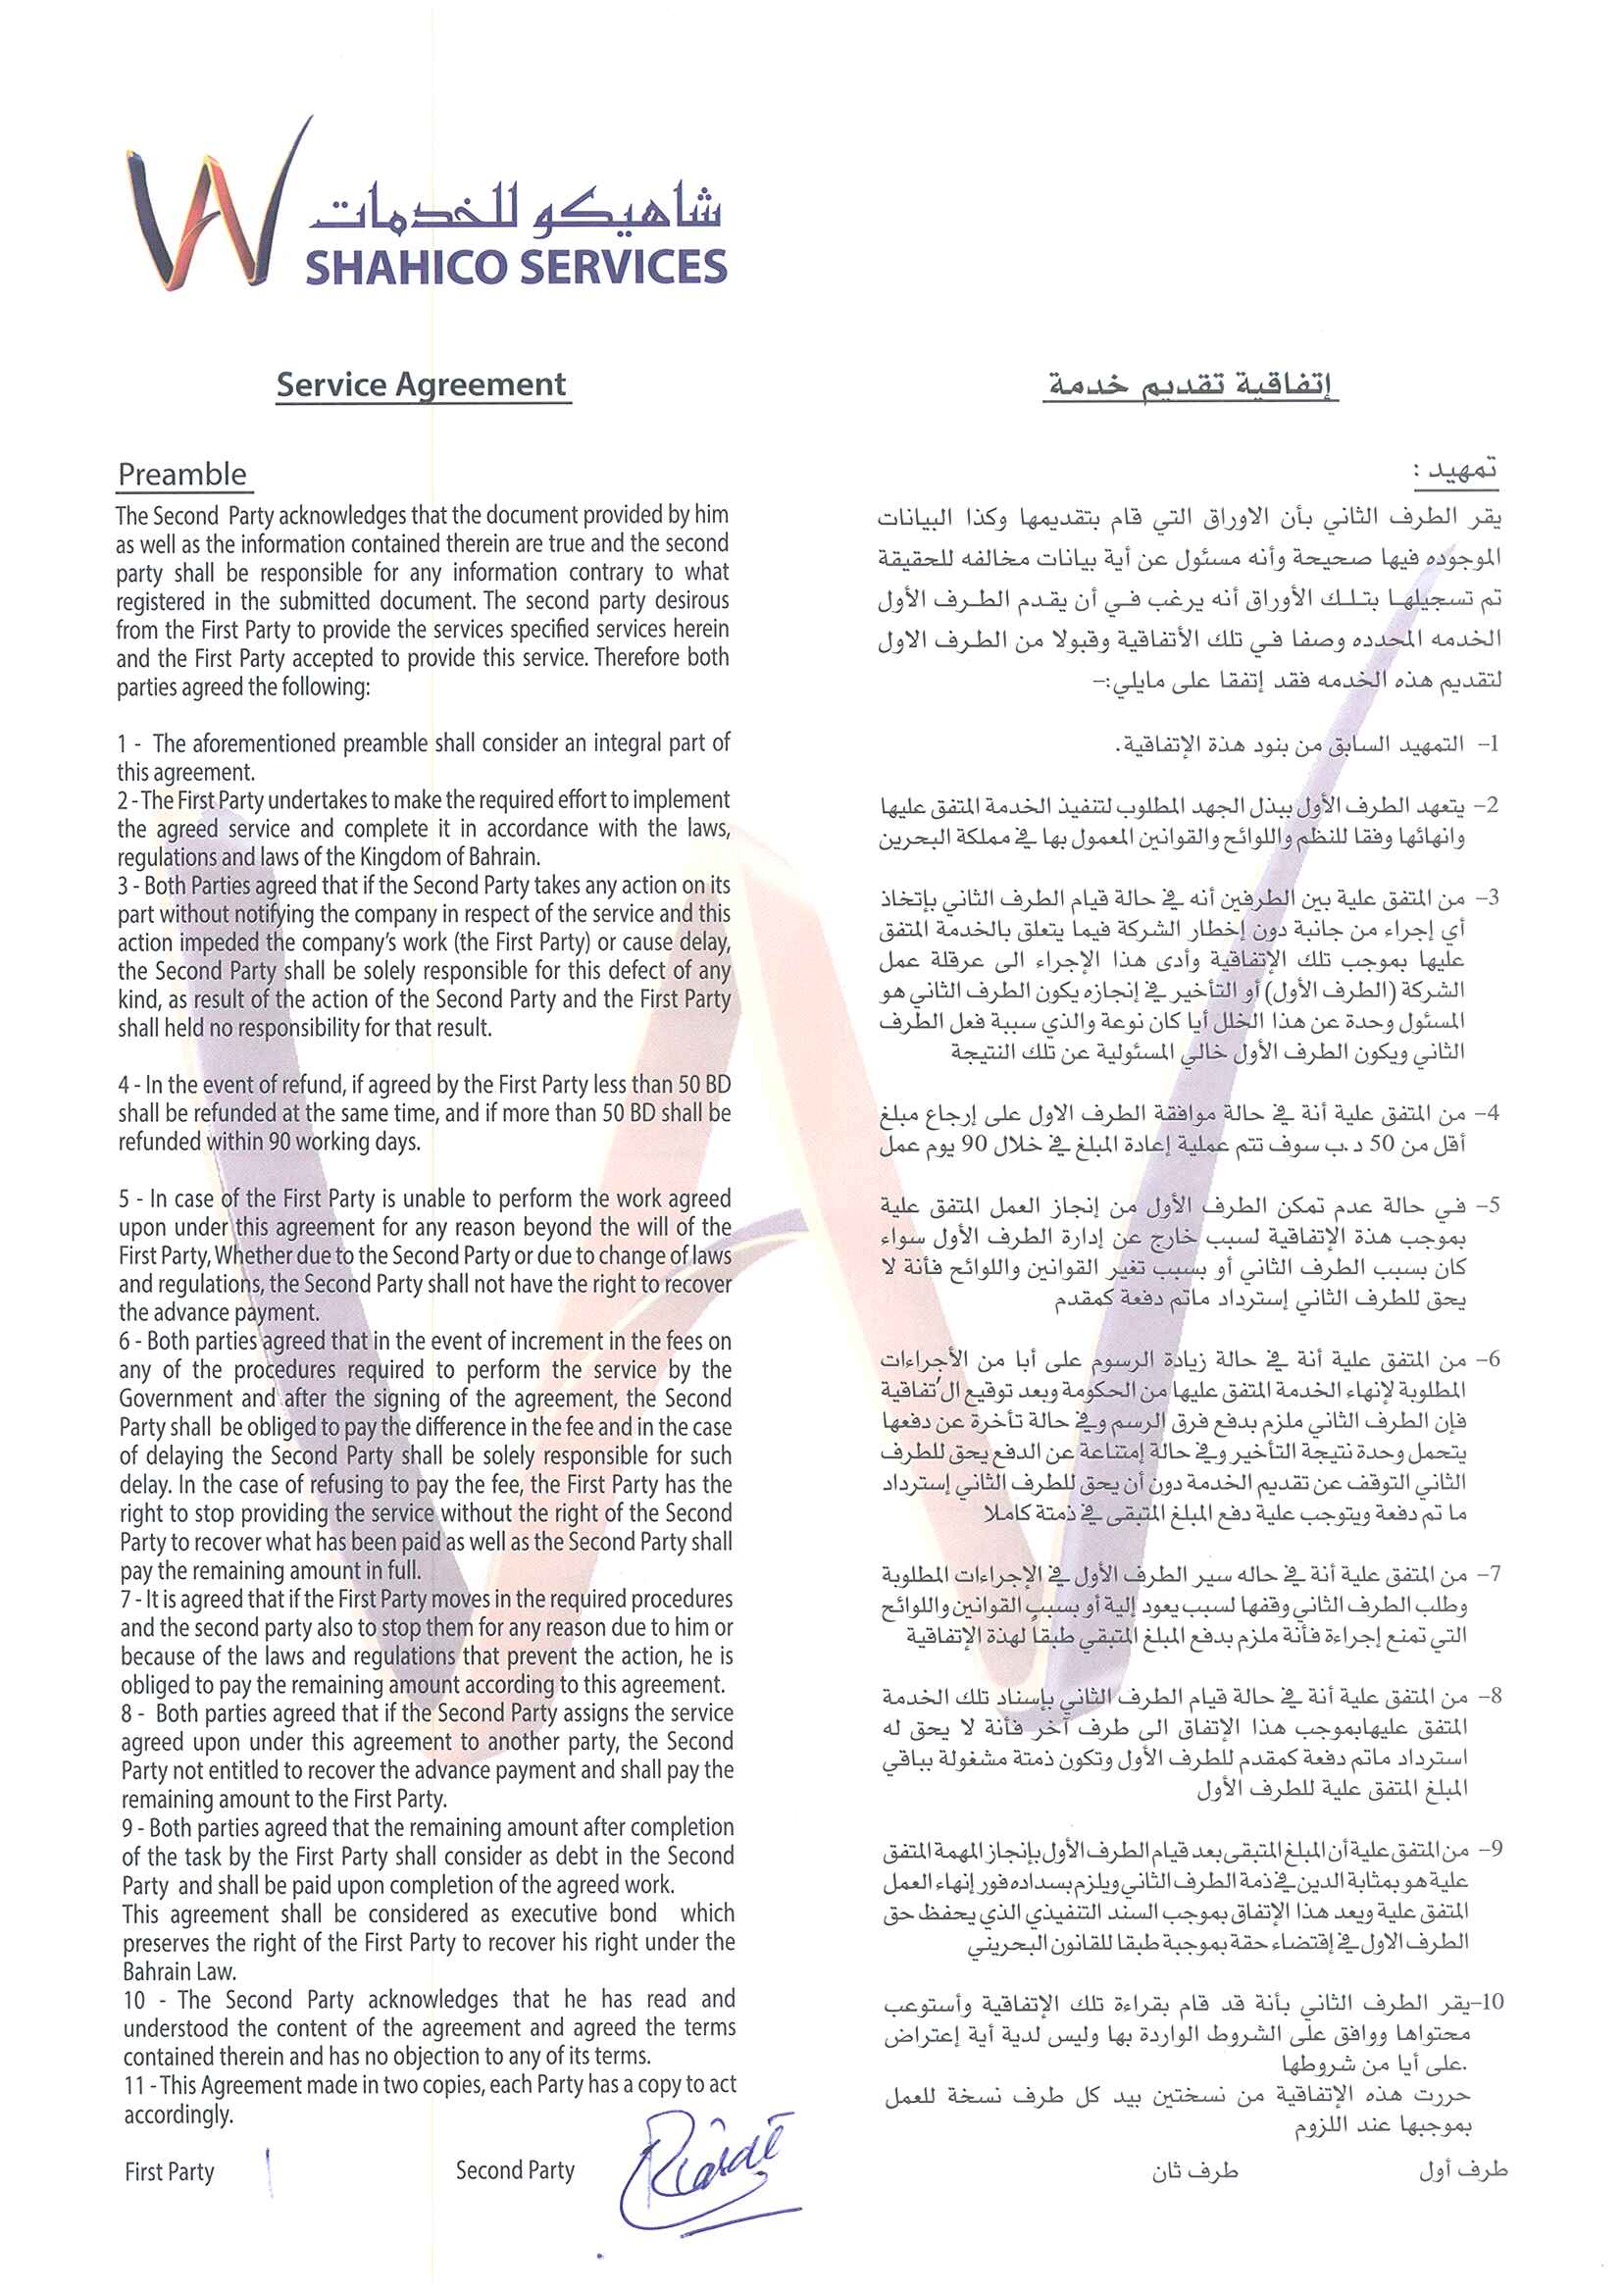 شاهيكو للخدمات
SHAHICO SERVICES
Service Agreement
Preamble
The Second Party acknowledges that the document provided by him
as well as the information contained therein are true and the second
party shall be responsible for any information contrary to what
registered in the submitted document. The second party desirous
from the First Party to provide the services specified services herein
and the First Party accepted to provide this service. Therefore both
parties agreed the following:
1 - The aforementioned preamble shall consider an integral part of
this agreement.
2 - The First Party undertakes to make the required effort to implement
the agreed service and complete it in accordance with the laws,
regulations and laws of the Kingdom of Bahrain.
3 - Both Parties agreed that if the Second Party takes any action on its
part without notifying the company in respect of the service and this
action impeded the company's work (the First Party) or cause delay,
the Second Party shall be solely responsible for this defect of any
kind, as result of the action of the Second Party and the First Party
shall held no responsibility for that result.
4 - In the event of refund, if agreed by the First Party less than 50 BD
shall be refunded at the same time, and if more than 50 BD shall be
refunded within 90 working days.
5 - In case of the First Party is unable to perform the work agreed
upon under this agreement for any reason beyond the will of the
First Party, Whether due to the Second Party or due to change of laws
and regulations, the Second Party shall not have the right to recover
the advance payment.
6 - Both parties agreed that in the event of increment in the fees on
any of the procedures required to perform the service by the
Government and after the signing of the agreement, the Second
Party shall be obliged to pay the difference in the fee and in the case
of delaying the Second Party shall be solely responsible for such
delay. In the case of refusing to pay the fee, the First Party has the
right to stop providing the service without the right of the Second
Party to recover what has been paid as well as the Second Party shall
pay the remaining amount in full.
7 - It is agreed that if the First Party moves in the required procedures
and the second party also to stop them for any reason due to him or
because of the laws and regulations that prevent the action, he is
obliged to pay the remaining amount according to this agreement.
8 - Both parties agreed that if the Second Party assigns the service
agreed upon under this agreement to another party, the Second
Party not entitled to recover the advance payment and shall pay the
remaining amount to the First Party.
9 - Both parties agreed that the remaining amount after completion
of the task by the First Party shall consider as debt in the Second
Party and shall be paid upon completion of the agreed work.
This agreement shall be considered as executive bond which
preserves the right of the First Party to recover his right under the
Bahrain Law.
10 - The Second Party acknowledges that he has read and
understood the content of the agreement and agreed the terms
contained therein and has no objection to any of its terms.
11 - This Agreement made in two copies, each Party has a copy to act
accordingly.
First Party Second Party
إتفاقية تقديم خدمة
تمهيد :
يقر الطرف الثاني بأن الاوراق التي قام بتقديمها وكذا البيانات
الموجوده فيها صحيحة وأنه مسئول عن أية بيانات مخالفه للحقيقة
تم تسجيلها بتلك الأوراق أنه يرغب في أن يقدم الطرف الأول
الخدمه المحدده وصفا في تلك الأتفاقية وقبولا من الطرف الاول
لتقديم هذه الخدمه فقد إتفقا على مايلي:–
1– التمهيد السابق من بنود هذة الإتفاقية.
2– يتعهد الطرف الأول ببذل الجهد المطلوب لتنفيذ الخدمة المتفق عليها
وانهائها وفقا للنظم واللوائح والقوانين المعمول بها في مملكة البحرين
3– من المتفق علية بين الطرفين أنه في حالة قيام الطرف الثاني بإتخاذ
أي إجراء من جانبة دون إخطار الشركة فيما يتعلق بالخدمة المتفق
عليها بموجب تلك الإتفاقية وأدى هذا الإجراء الى عرقلة عمل
الشركة (الطرف الأول) أو التأخير في إنجازه يكون الطرف الثاني هو
المسئول وحدة عن هذا الخلل أيا كان نوعة والذي سببة فعل الطرف
الثاني ويكون الطرف الأول خالي المسئولية عن تلك النتيجة
4– من المتفق علية أنة في حالة موافقة الطرف الاول على إرجاع مبلغ
أقل من 50 د.ب سوف تتم عملية إعادة المبلغ في خلال 90 يوم عمل
5– في حالة عدم تمكن الطرف الأول من إنجاز العمل المتفق علية
بموجب هذة الإتفاقية لسبب خارج عن إدارة الطرف الأول سواء
كان بسبب الطرف الثاني أو بسبب تغير القوانين واللوائح فأنة لا
يحق للطرف الثاني إسترداد ماتم دفعة كمقدم
6– من المتفق علية أنة في حالة زيادة الرسوم على أبا من الأجراءات
المطلوبة لإنهاء الخدمة المتفق عليها من الحكومة وبعد توقيع ال'تفاقية
فإن الطرف الثاني ملزم بدفع فرق الرسم وفي حالة تأخرة عن دفعها
يتحمل وحدة نتيجة التأخير وفي حالة إمتناعة عن الدفع يحق للطرف
الثاني التوقف عن تقديم الخدمة دون أن يحق للطرف الثاني إسترداد
ما تم دفعة ويتوجب علية دفع المبلغ المتبقى في ذمتة كاملا
7– من المتفق علية أنة في حاله سير الطرف الأول في الإجراءات المطلوبة
وطلب الطرف الثاني وقفها لسبب يعود إلية أو بسبب القوانين واللوائح
التي تمنع إجراءة فأنة ملزم بدفع المبلغ المتبقي طبقا لهذة الإتفاقية
8– من المتفق علية أنة في حالة قيام الطرف الثاني بإسناد تلك الخدمة
المتفق عليهابموجب هذا الإتفاق الى طرف آخر فأنة لا يحق له
استرداد ماتم دفعة كمقدم للطرف الأول وتكون ذمتة مشغولة بباقي
المبلغ المتفق علية للطرف الأول
9– من المتفق علية أن المبلغ المتبقى بعد قيام الطرف الأول بإنجاز المهمة المتفق
علية هو بمثابة الدين في ذمة الطرف الثاني ويلزم بسداده فور إنهاء العمل
المتفق علية ويعد هذا الإتفاق بموجب السند التنفيذي الذي يحفظ حق
الطرف الاول في إقتضاء حقة بموجبة طبقا للقانون البحريني
10–يقر الطرف الثاني بأنة قد قام بقراءة تلك الإتفاقية وأستوعب
محتواها ووافق على الشروط الواردة بها وليس لدية أية إعتراض
.على أيا من شروطها
حررت هذه الإتفاقية من نسختين بيد كل طرف نسخة للعمل
بموجبها عند اللزوم
طرف أول طرف ثان